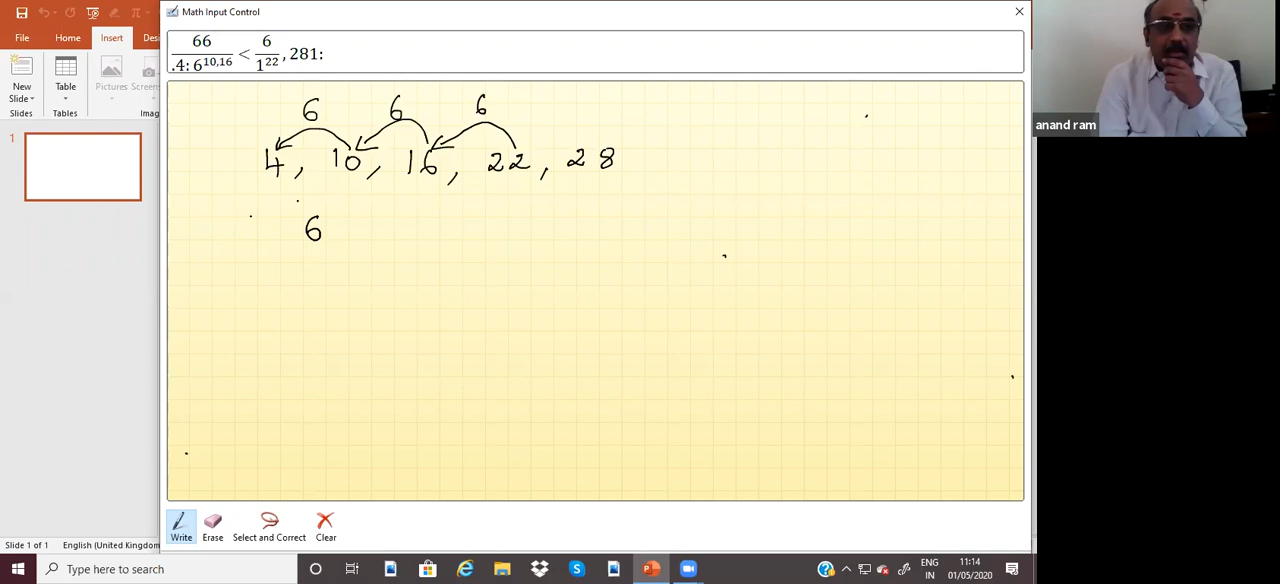 Math Input Control
File Home Insert Des
66/.4:6^10,16 < 6/1^22, 281:
New Slide
Table
Pictures
Screens
Slides
Tables
Imag
anand ram
1
6 6 6
4, 10, 16, 22, 28
6
Write
Erase
Select and Correct
Clear
Slide 1 of 1
English (United Kingdom
Type here to search
ENG
IN
11:14
01/05/2020